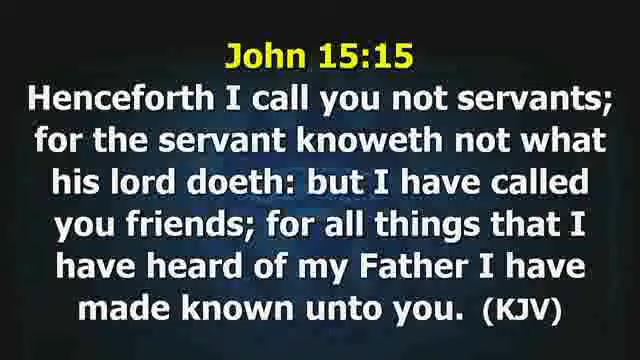 John 15:15
Henceforth I call you not servants;
for the servant knoweth not what
his lord doeth: but I have called
you friends; for all things that I
have heard of my Father I have
made known unto you. (KJV)